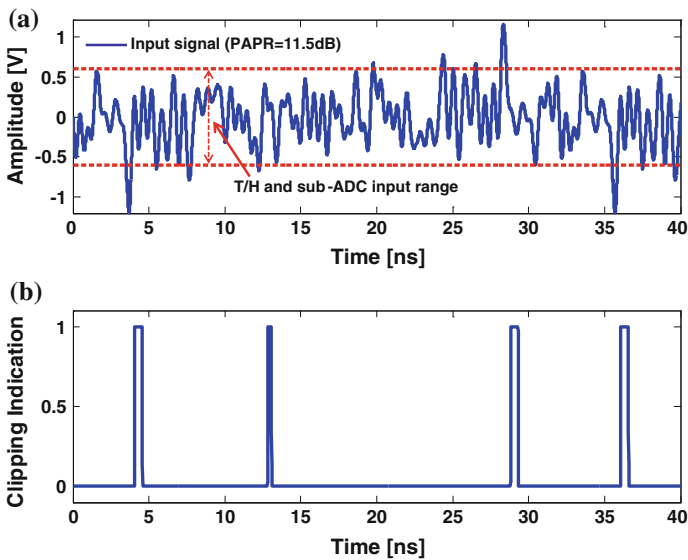 (a)
Amplitude [V]
1
0.5
0
-0.5
-1
Input signal (PAPR=11.5dB)
T/H and sub-ADC input range
0 5 10 15 20 25 30 35 40
Time [ns]
(b)
Clipping Indication
1
0.5
0
0 5 10 15 20 25 30 35 40
Time [ns]